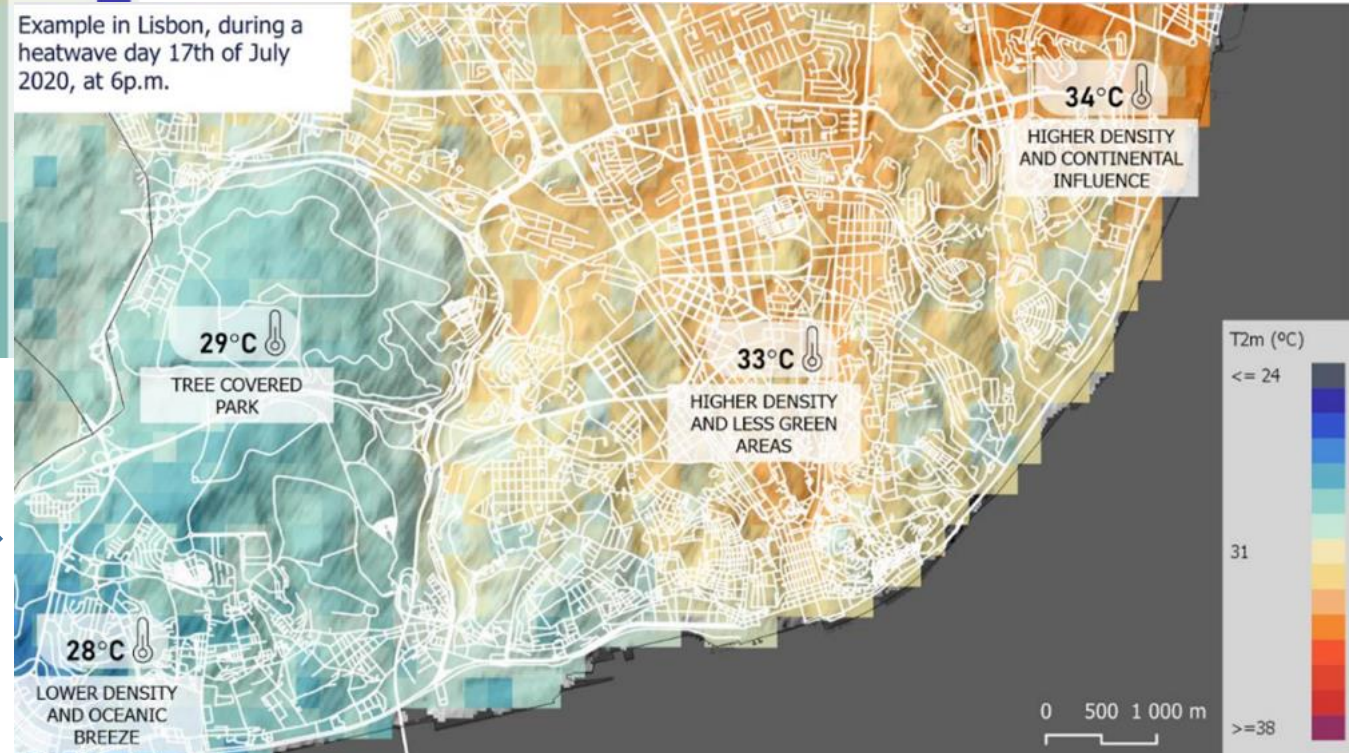 Example in Lisbon, during a
heatwave day 17th of July
2020, at 6p.m.
34°C
HIGHER DENSITY
AND CONTINENTAL
INFLUENCE
29°C
TREE COVERED
PARK
33°C
HIGHER DENSITY
AND LESS GREEN
AREAS
T2m (ºC)
<= 24
31
>=38
28°C
LOWER DENSITY
AND OCEANIC
BREEZE
0 500 1 000 m